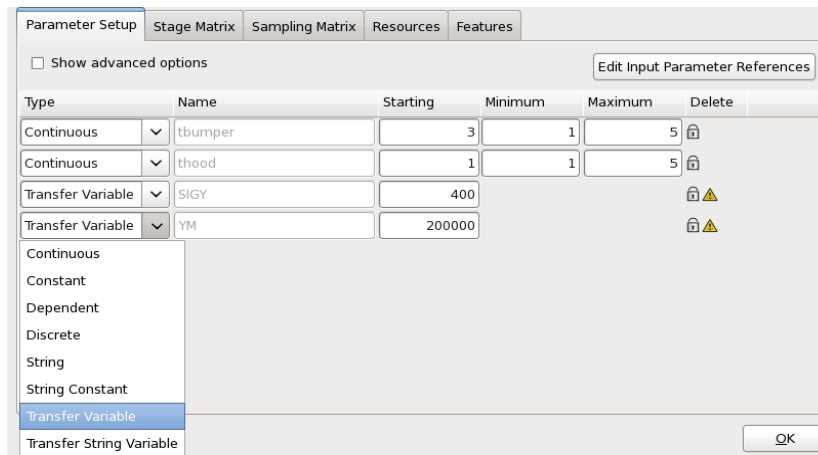 Parameter Setup Stage Matrix Sampling Matrix Resources Features
Show advanced options Edit Input Parameter References
Type Name Starting Minimum Maximum Delete
Continuous tbumper 3 1 5
Continuous thood 1 1 5
Transfer Variable SIGY 400
Transfer Variable YM 200000
Continuous
Constant
Dependent
Discrete
String
String Constant
Transfer Variable
Transfer String Variable
OK